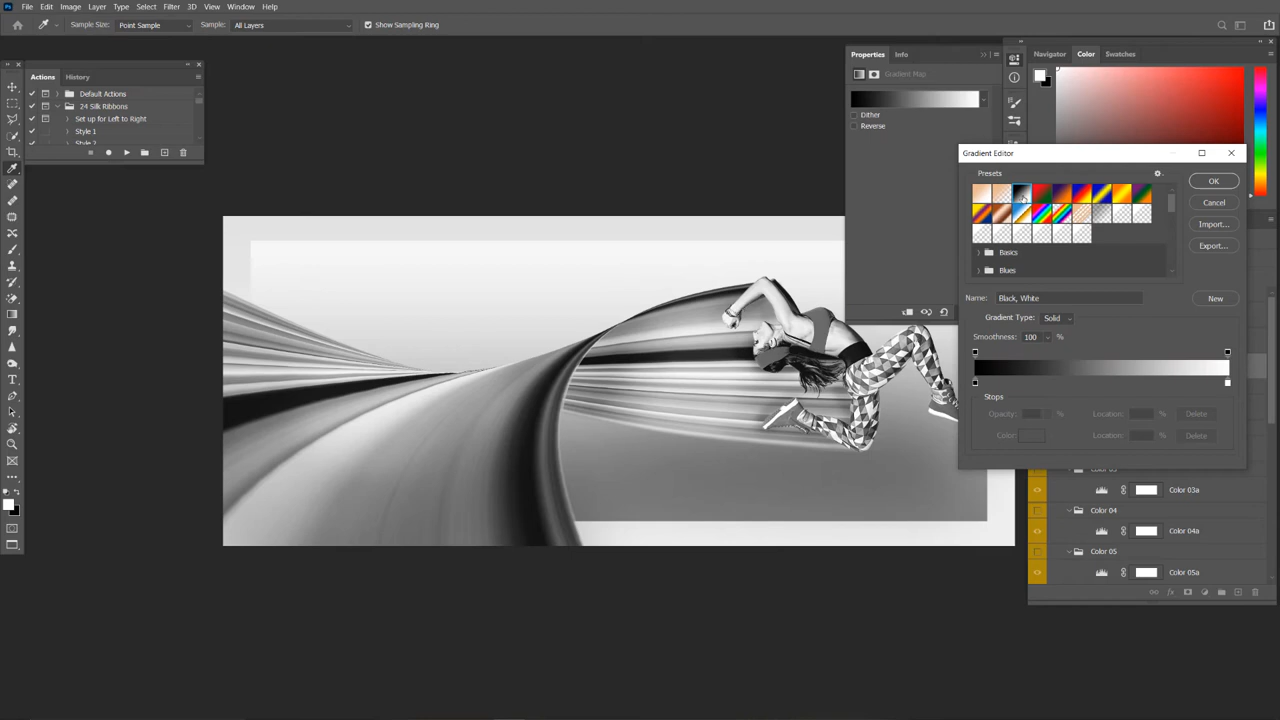 Ps File Edit Image Layer Type Select Filter 3D View Window Help
Sample Size: Point Sample Sample: All Layers Show Sampling Ring
Actions History
Default Actions
24 Silk Ribbons
Set up for Left to Right
Style 1
Properties Info
Gradient Map
Dither
Reverse
Navigator Color Swatches
Gradient Editor
Presets
OK
Cancel
Import...
Export...
Basics
Blues
Name: Black, White
New
Gradient Type: Solid
Smoothness: 100 %
Stops
Opacity: % Location: % Delete
Color: Location: % Delete
Color 03a
Color 04
Color 04a
Color 05
Color 05a